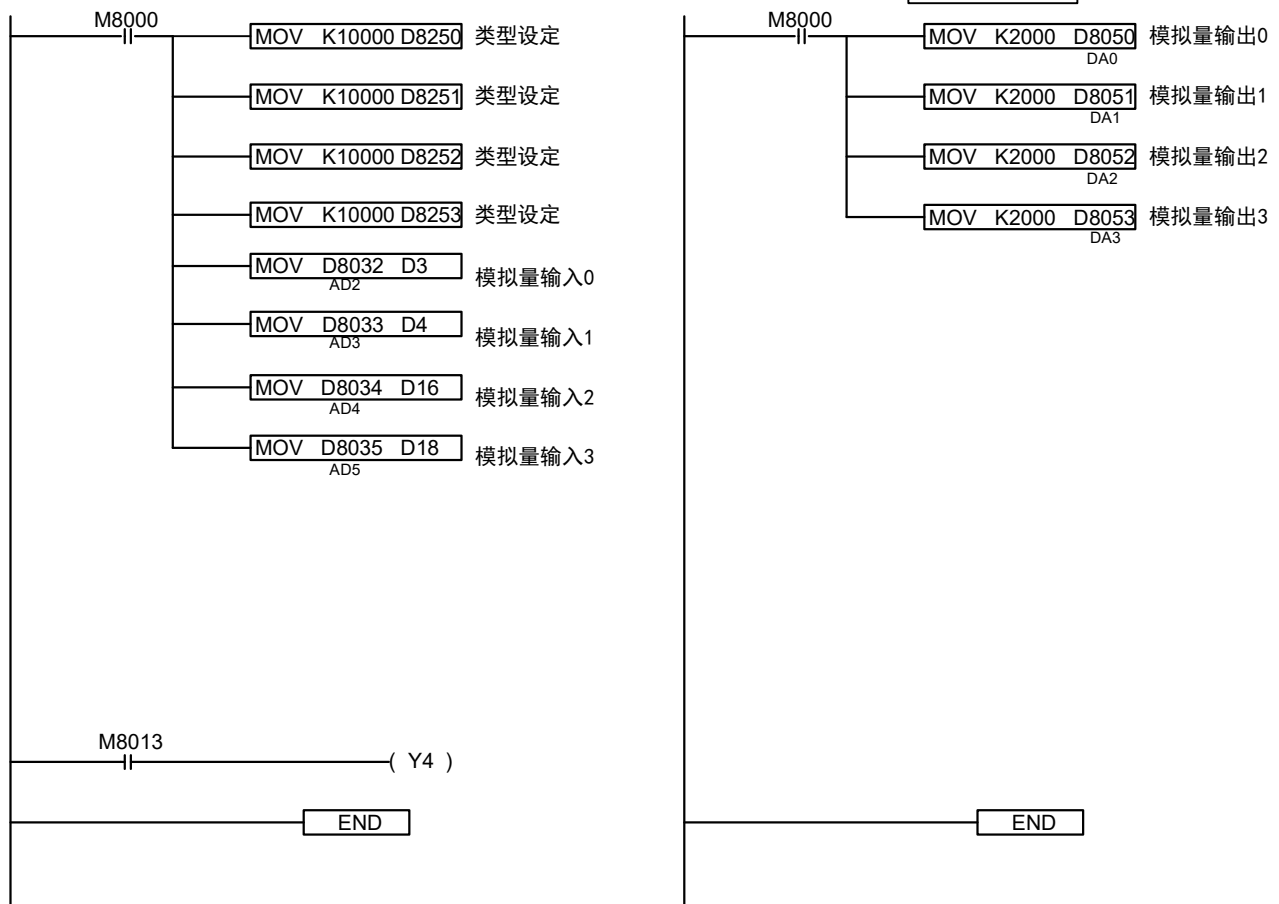 M8000
MOV K10000 D8250 类型设定
MOV K10000 D8251 类型设定
MOV K10000 D8252 类型设定
MOV K10000 D8253 类型设定
MOV D8032 D3
AD2
模拟量输入0
MOV D8033 D4
AD3
模拟量输入1
MOV D8034 D16
AD4
模拟量输入2
MOV D8035 D18
AD5
模拟量输入3
M8013
( Y4 )
END
M8000
MOV K2000 D8050 模拟量输出0
DA0
MOV K2000 D8051 模拟量输出1
DA1
MOV K2000 D8052 模拟量输出2
DA2
MOV K2000 D8053 模拟量输出3
DA3
END